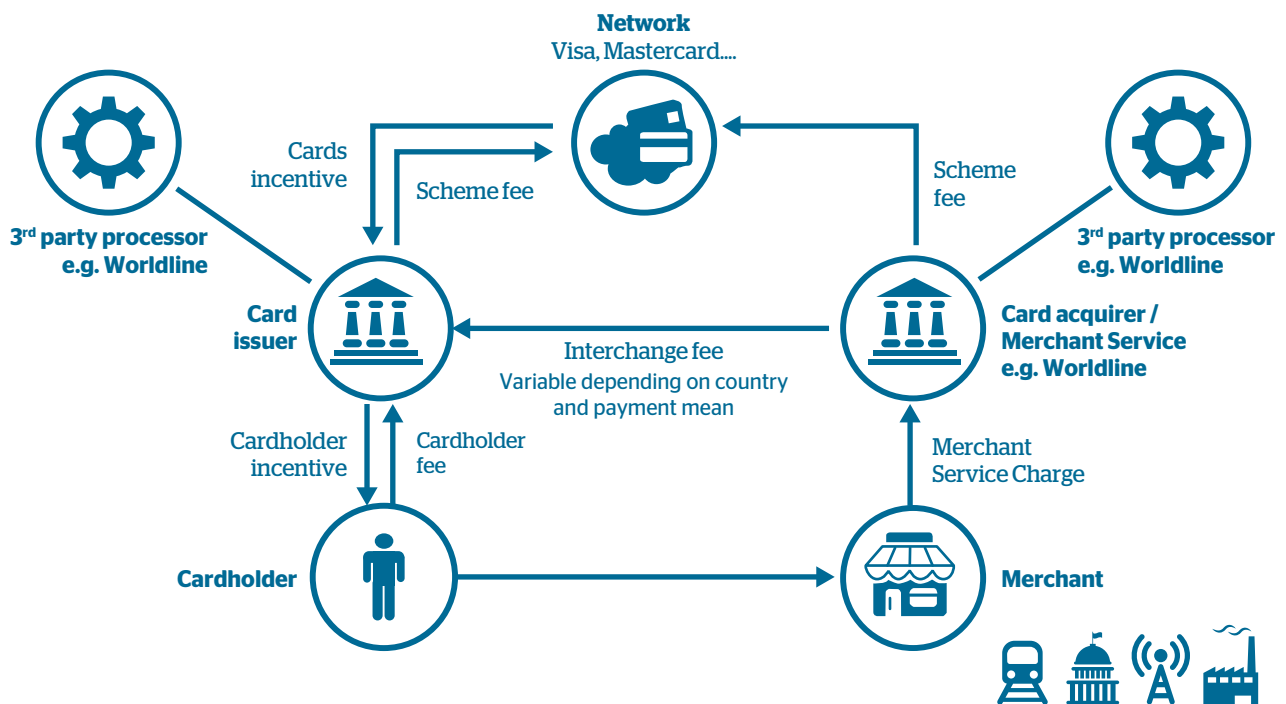 Network
Visa, Mastercard....
Cards
incentive
Scheme fee
Scheme
fee
3rd party processor
e.g. Worldline
3rd party processor
e.g. Worldline
Card
issuer
Interchange fee
Variable depending on country
and payment mean
Card acquirer /
Merchant Service
e.g. Worldline
Cardholder
incentive
Cardholder
fee
Merchant
Service Charge
Cardholder
Merchant